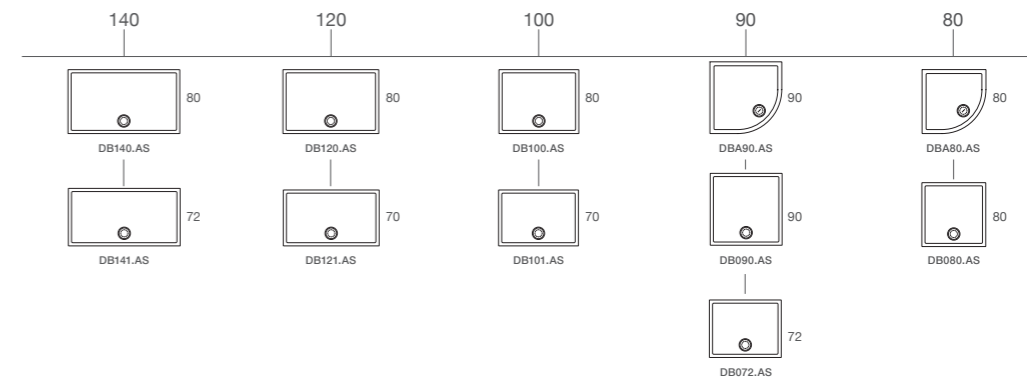 140 120 100 90 80
80 80 80 90 80
DB140.AS DB120.AS DB100.AS DBA90.AS DBA80.AS
72 70 70 90 80
DB141.AS DB121.AS DB101.AS DB090.AS DB080.AS
72
DB072.AS